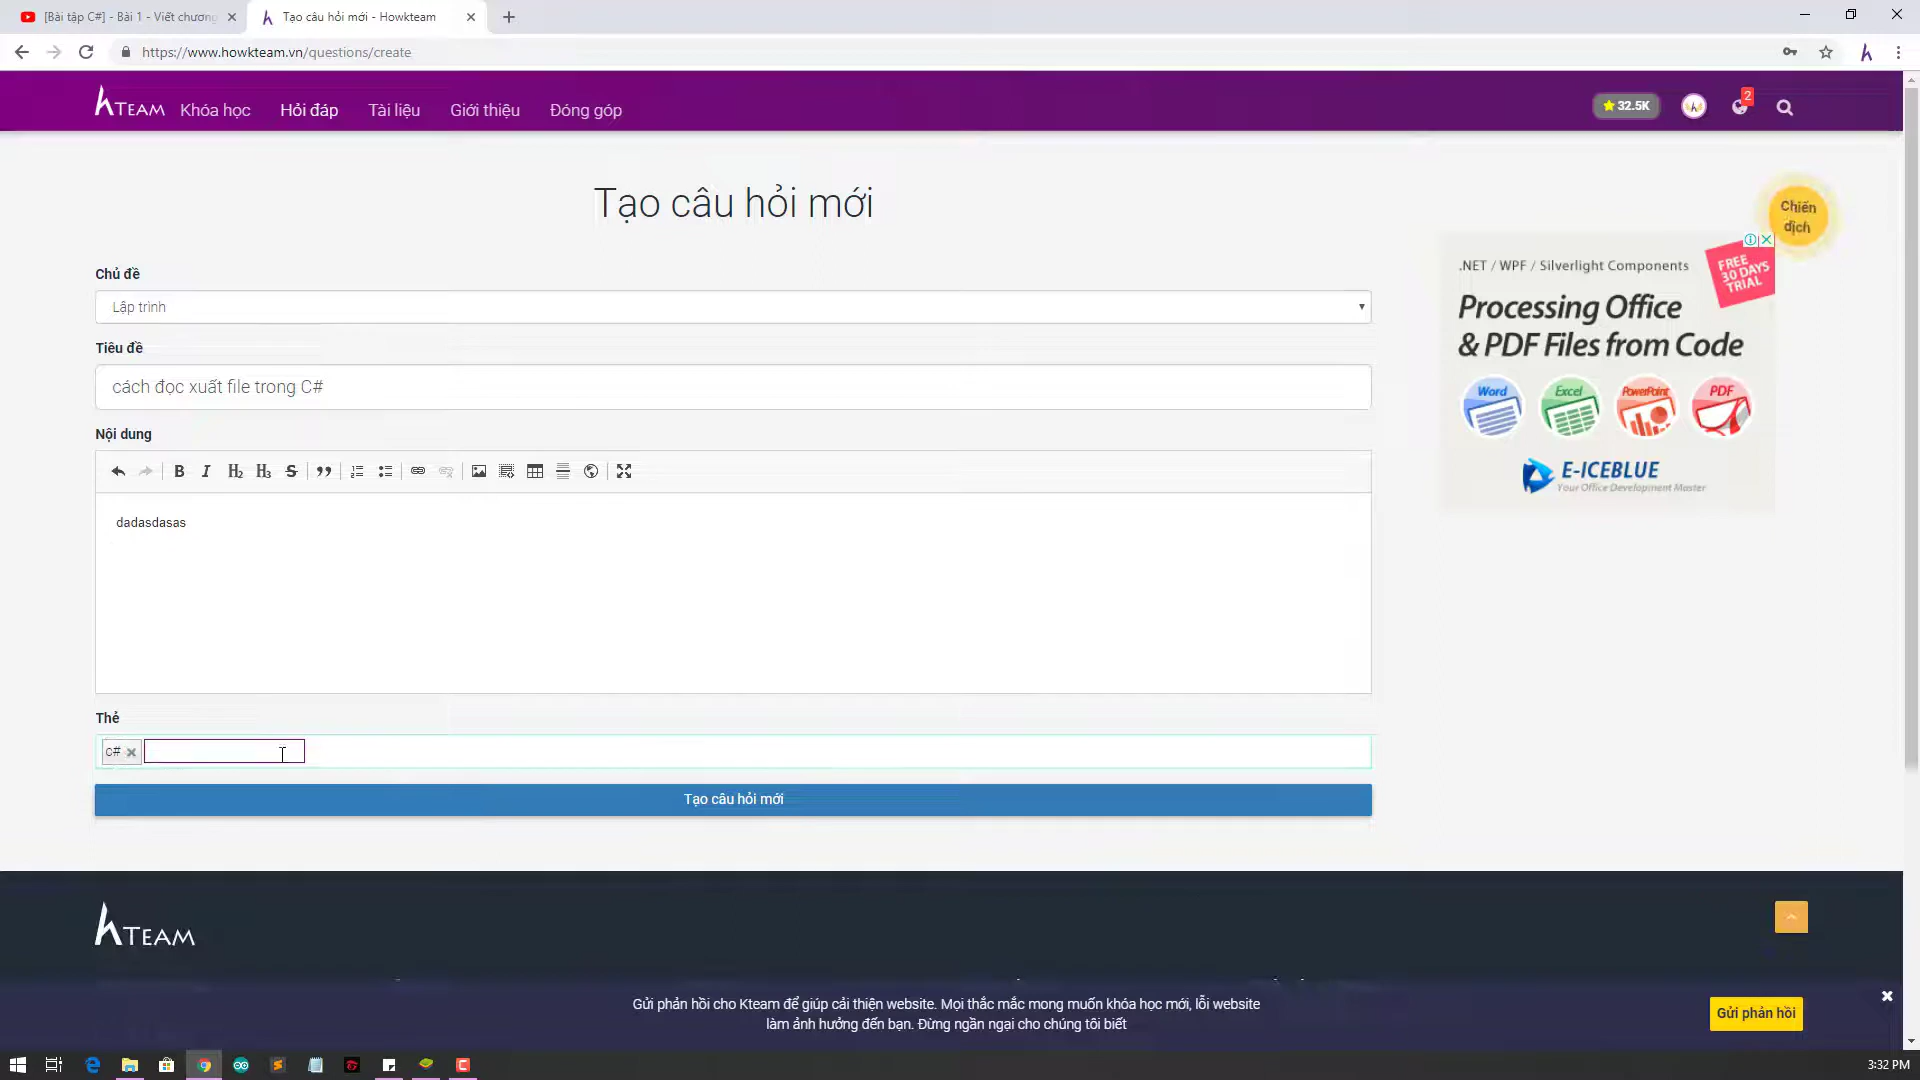 [Bài tập C#] - Bài 1 - Viết chương
Tạo câu hỏi mới - Howkteam
https://www.howkteam.vn/questions/create
hTEAM
Khóa học
Hỏi đáp
Tài liệu
Giới thiệu
Đóng góp
32.5K
2
Tạo câu hỏi mới
Chiến
dịch
Chủ đề
Lập trình
Tiêu đề
cách đọc xuất file trong C#
Nội dung
B I H2 H3 S
dadasdasas
Thẻ
c#
Tạo câu hỏi mới
.NET / WPF / Silverlight Components
FREE
30 DAYS
TRIAL
Processing Office
& PDF Files from Code
Word
Excel
PowerPoint
PDF
E-ICEBLUE
Your Office Development Master
hTEAM
Gửi phản hồi cho Kteam để giúp cải thiện website. Mọi thắc mắc mong muốn khóa học mới, lỗi website
làm ảnh hưởng đến bạn. Đừng ngần ngại cho chúng tôi biết
Gửi phản hồi
3:32 PM